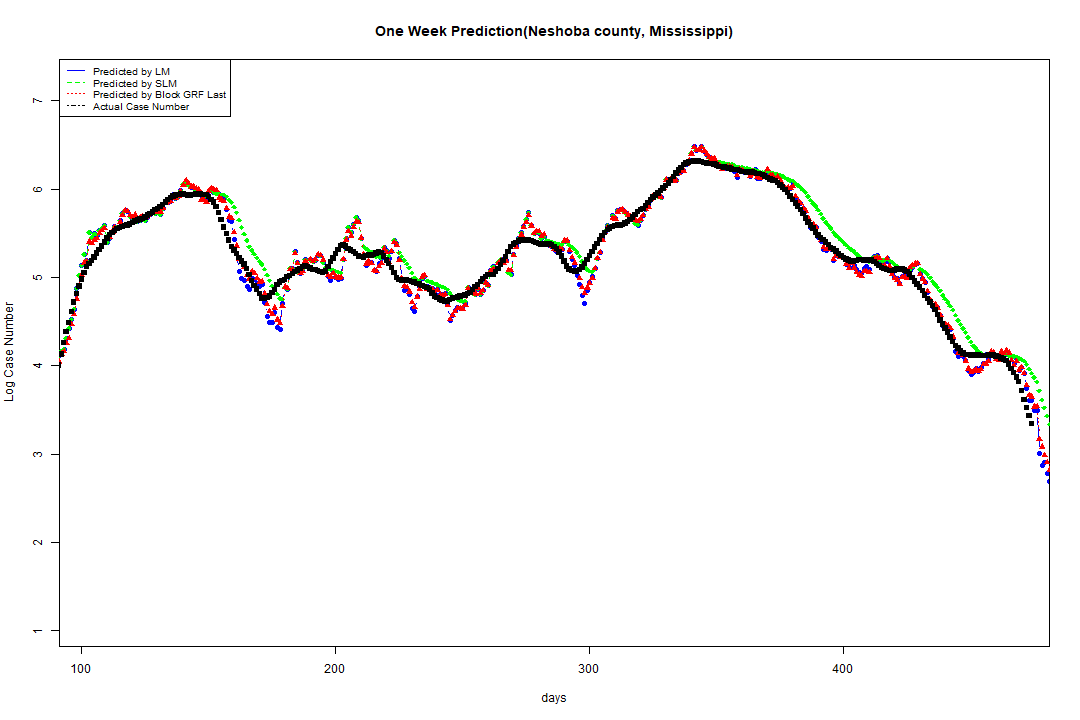 One Week Prediction(Neshoba county, Mississippi)
Predicted by LM
Predicted by SLM
Predicted by Block GRF Last
Actual Case Number
7
6
5
4
3
2
1
Log Case Number
100 200 300 400
days